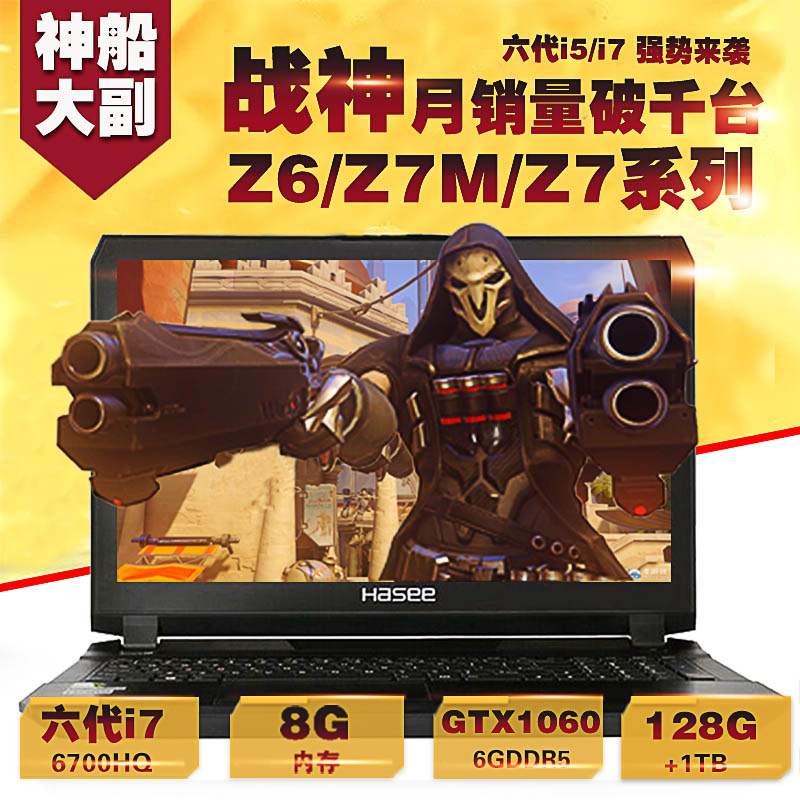 神船
大副
六代i5/i7 强势来袭
战神月销量破千台
Z6/Z7M/Z7系列
Hasee
六代i7
6700HQ
8G
内存
GTX1060
6GDDR5
128G
+1TB